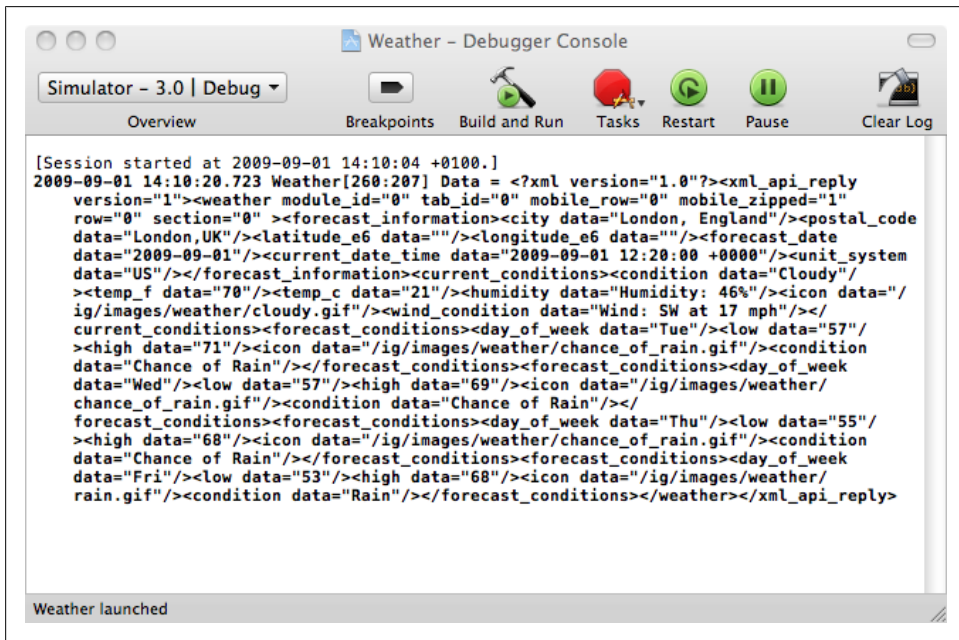 Weather – Debugger Console
Simulator – 3.0 | Debug
Overview Breakpoints Build and Run Tasks Restart Pause Clear Log
[Session started at 2009-09-01 14:10:04 +0100.]
2009-09-01 14:10:20.723 Weather[260:207] Data = <?xml version="1.0"?><xml_api_reply
version="1"><weather module_id="0" tab_id="0" mobile_row="0" mobile_zipped="1"
row="0" section="0" ><forecast_information><city data="London, England"/><postal_code
data="London,UK"/><latitude_e6 data=""/><longitude_e6 data=""/><forecast_date
data="2009-09-01"/><current_date_time data="2009-09-01 12:20:00 +0000"/><unit_system
data="US"/></forecast_information><current_conditions><condition data="Cloudy"/
><temp_f data="70"/><temp_c data="21"/><humidity data="Humidity: 46%"/><icon data="/
ig/images/weather/cloudy.gif"/><wind_condition data="Wind: SW at 17 mph"/></
current_conditions><forecast_conditions><day_of_week data="Tue"/><low data="57"/
><high data="71"/><icon data="/ig/images/weather/chance_of_rain.gif"/><condition
data="Chance of Rain"/></forecast_conditions><forecast_conditions><day_of_week
data="Wed"/><low data="57"/><high data="69"/><icon data="/ig/images/weather/
chance_of_rain.gif"/><condition data="Chance of Rain"/></
forecast_conditions><forecast_conditions><day_of_week data="Thu"/><low data="55"/
><high data="68"/><icon data="/ig/images/weather/chance_of_rain.gif"/><condition
data="Chance of Rain"/></forecast_conditions><forecast_conditions><day_of_week
data="Fri"/><low data="53"/><high data="68"/><icon data="/ig/images/weather/
rain.gif"/><condition data="Rain"/></forecast_conditions></weather></xml_api_reply>
Weather launched